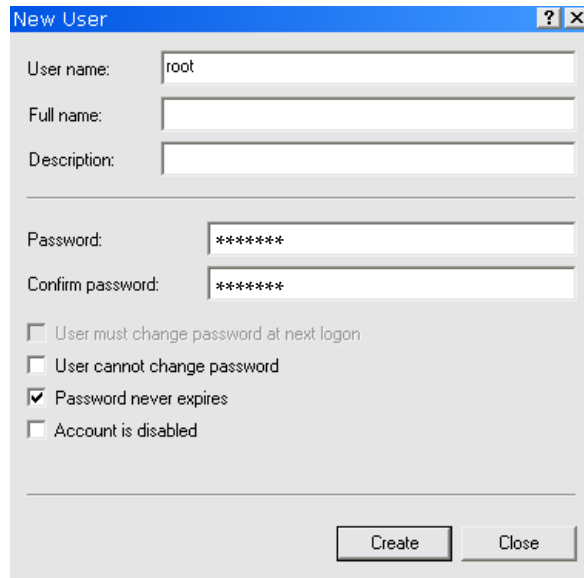 New User
User name: root
Full name:
Description:
Password: *******
Confirm password: *******
User must change password at next logon
User cannot change password
Password never expires
Account is disabled
Create Close